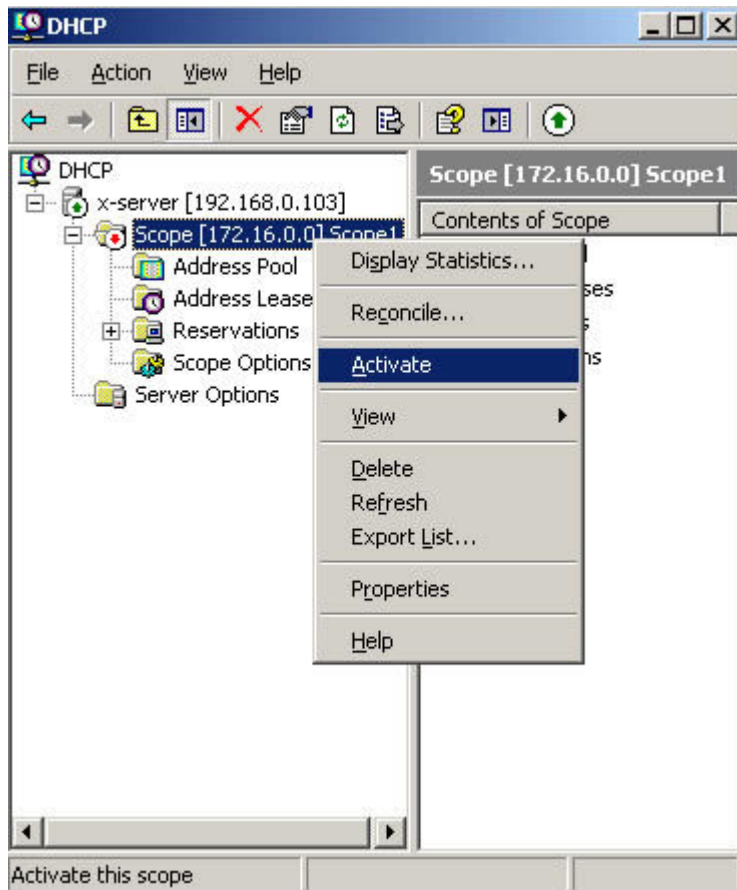 DHCP
File Action View Help
DHCP
x-server [192.168.0.103]
Scope [172.16.0.0] Scope1
Address Pool
Address Lease
Reservations
Scope Options
Server Options
Scope [172.16.0.0] Scope1
Contents of Scope
ses
s
ns
Display Statistics...
Reconcile...
Activate
View
Delete
Refresh
Export List...
Properties
Help
Activate this scope